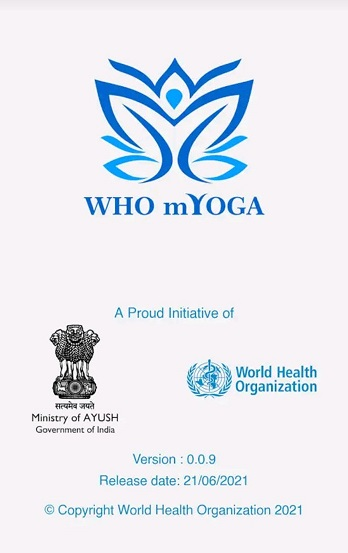 WHO mYOGA
A Proud Initiative of
सत्यमेव जयते
Ministry of AYUSH
Government of India
World Health
Organization
Version : 0.0.9
Release date: 21/06/2021
© Copyright World Health Organization 2021